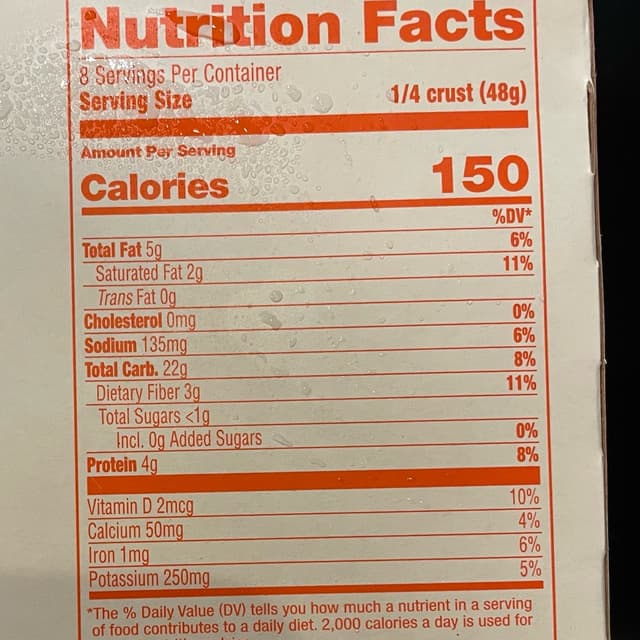 Nutrition Facts
8 Servings Per Container
Serving Size 1/4 crust (48g)
Amount Per Serving
Calories 150
%DV*
Total Fat 5g 6%
Saturated Fat 2g 11%
Trans Fat 0g
Cholesterol 0mg 0%
Sodium 135mg 6%
Total Carb. 22g 8%
Dietary Fiber 3g 11%
Total Sugars <1g
Incl. 0g Added Sugars 0%
Protein 4g 8%
Vitamin D 2mcg 10%
Calcium 50mg 4%
Iron 1mg 6%
Potassium 250mg 5%
*The % Daily Value (DV) tells you how much a nutrient in a serving
of food contributes to a daily diet. 2,000 calories a day is used for